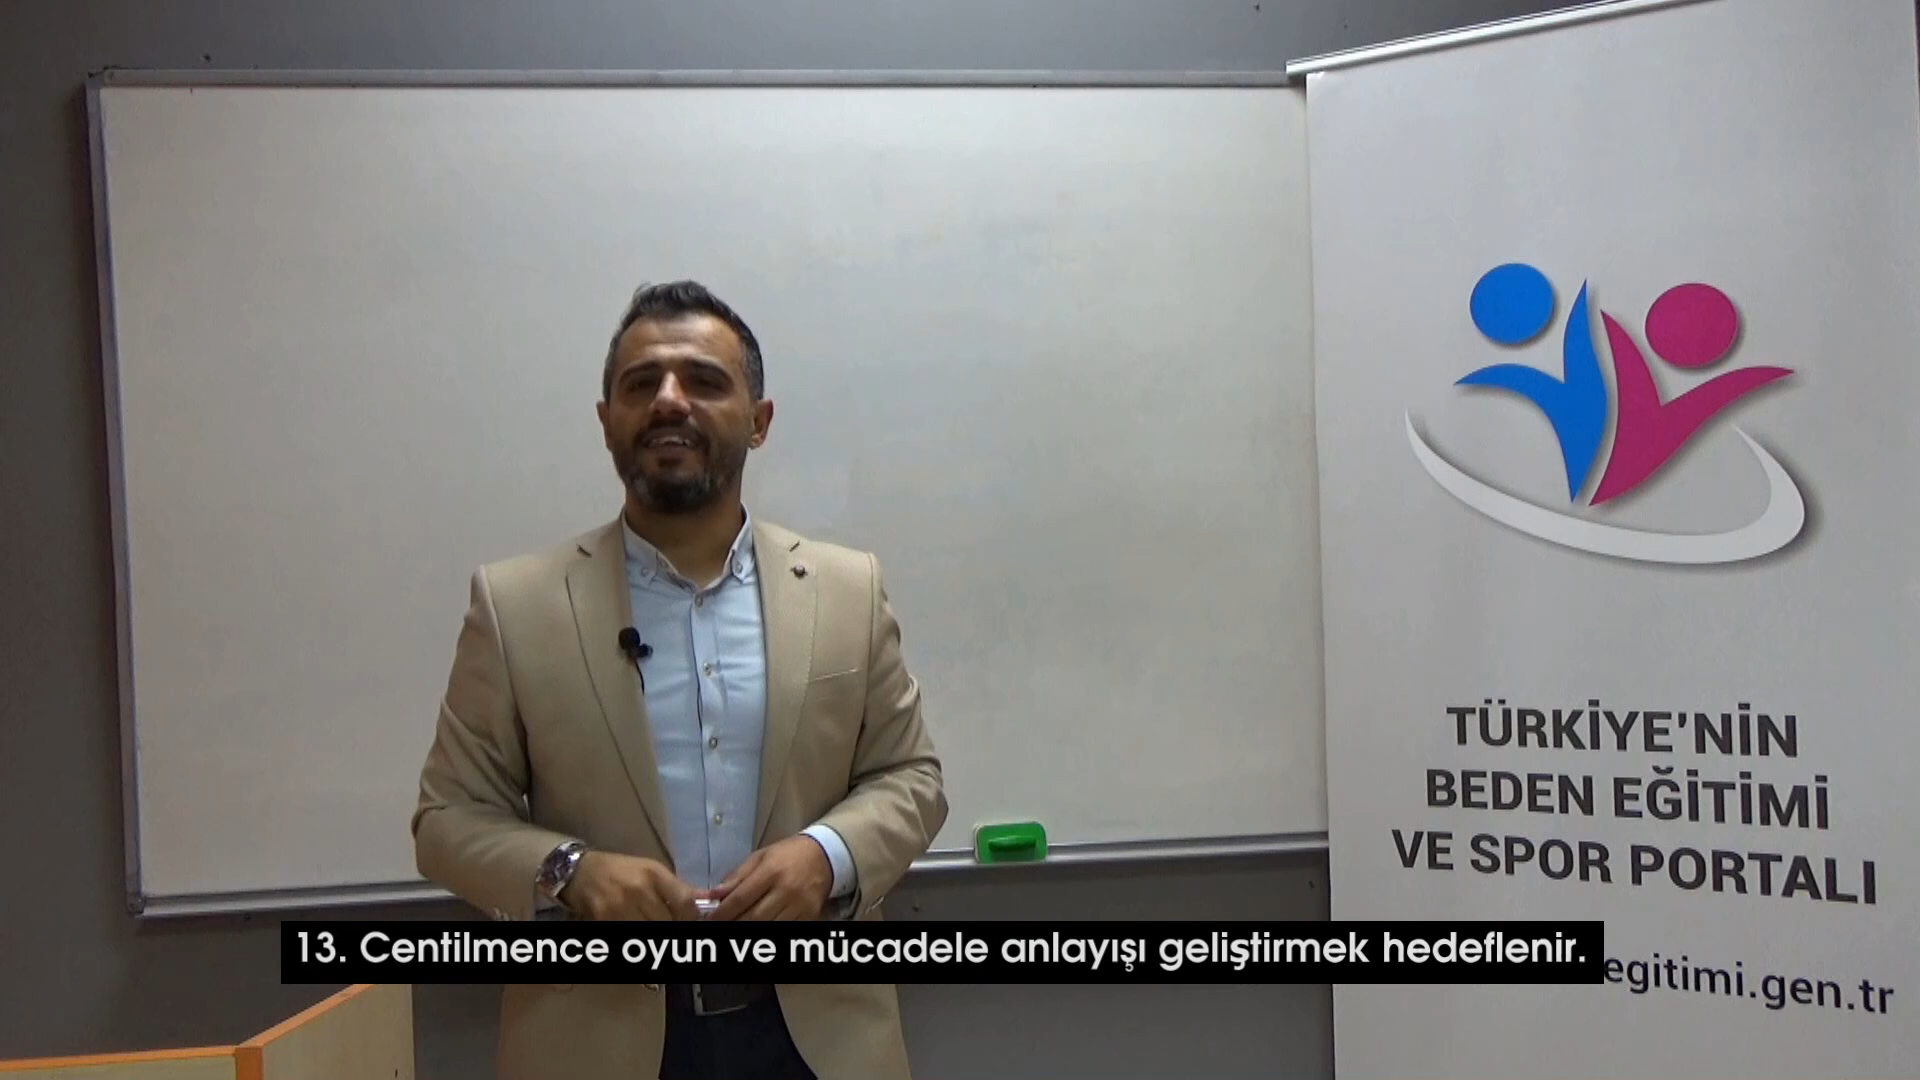 TÜRKİYE'NİN
BEDEN EĞİTİMİ
VE SPOR PORTALI
egitimi.gen.tr
13. Centilmence oyun ve mücadele anlayışı geliştirmek hedeflenir.